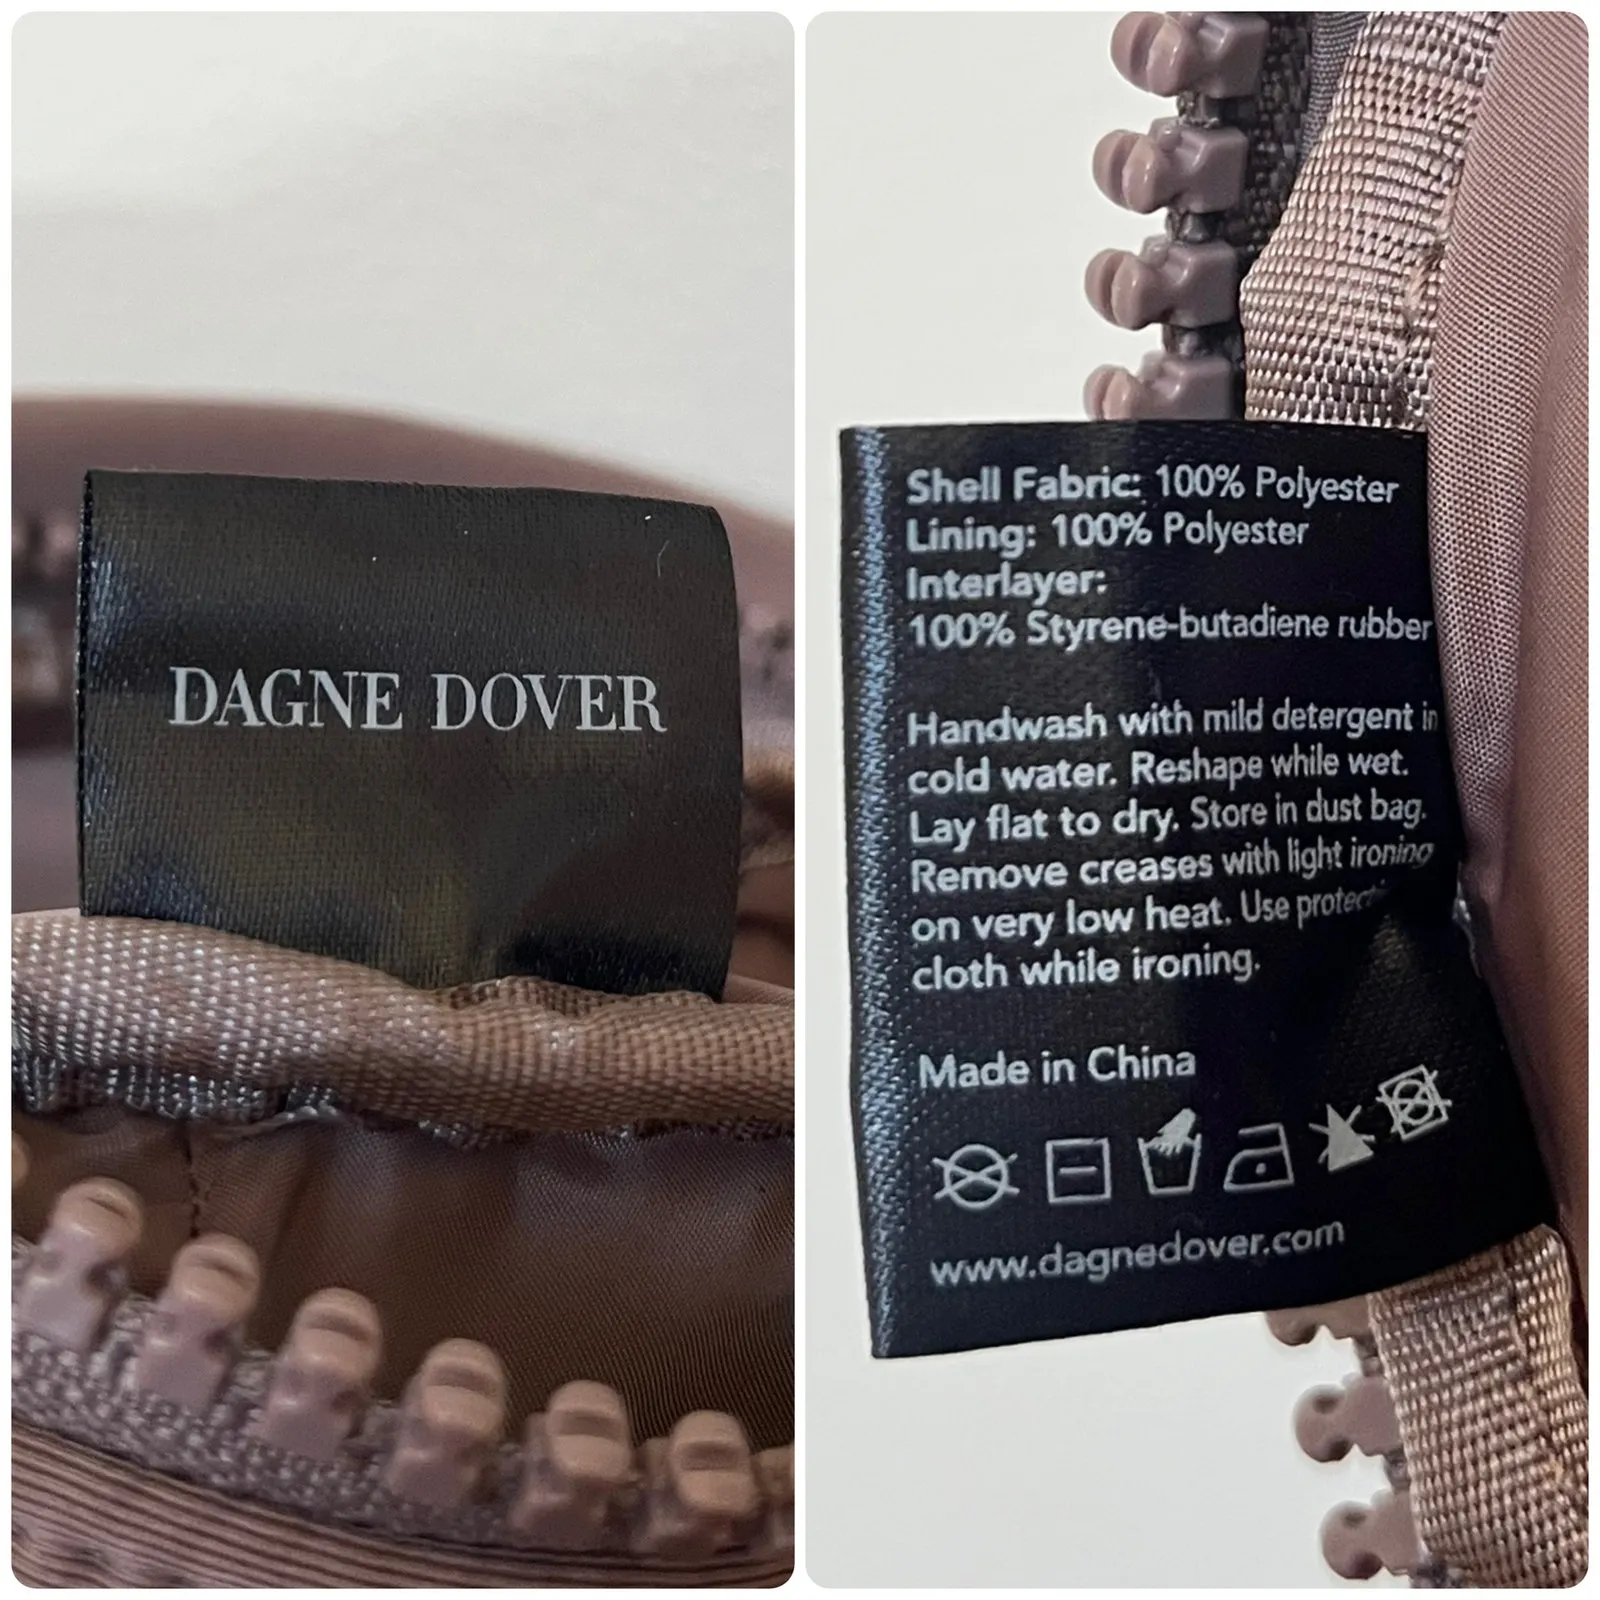 DAGNE DOVER
Shell Fabric: 100% Polyester
Lining: 100% Polyester
Interlayer:
100% Styrene-butadiene rubber
Handwash with mild detergent in
cold water. Reshape while wet.
Lay flat to dry. Store in dust bag.
Remove creases with light ironing
on very low heat. Use
cloth while ironing.
Made in China
www.dagnedover.com